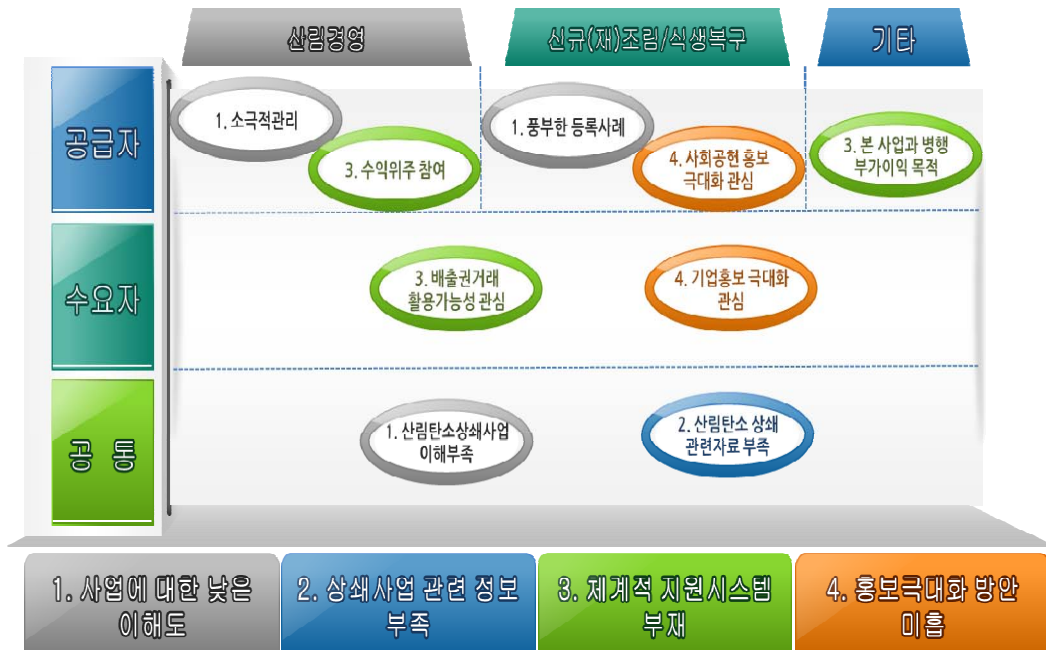 산림경영
신규(재)조림/식생복구
기타
공급자
1. 소극적관리
3. 수익위주 참여
1. 풍부한 등록사례
4. 사회공헌 홍보
극대화 관심
3. 본 사업과 병행
부가이익 목적
수요자
3. 배출권거래
활용가능성 관심
4. 기업홍보 극대화
관심
공 통
1. 산림탄소상쇄사업
이해부족
2. 산림탄소 상쇄
관련자료 부족
1. 사업에 대한 낮은
이해도
2. 상쇄사업 관련 정보
부족
3. 체계적 지원시스템
부재
4. 홍보극대화 방안
미흡